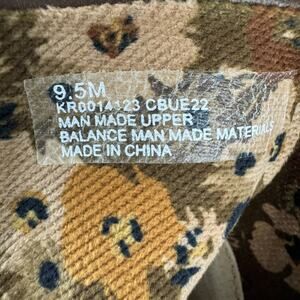 9.5M
KR0014123 CBUE22
MAN MADE UPPER
BALANCE MAN MADE MATERIALS
MADE IN CHINA